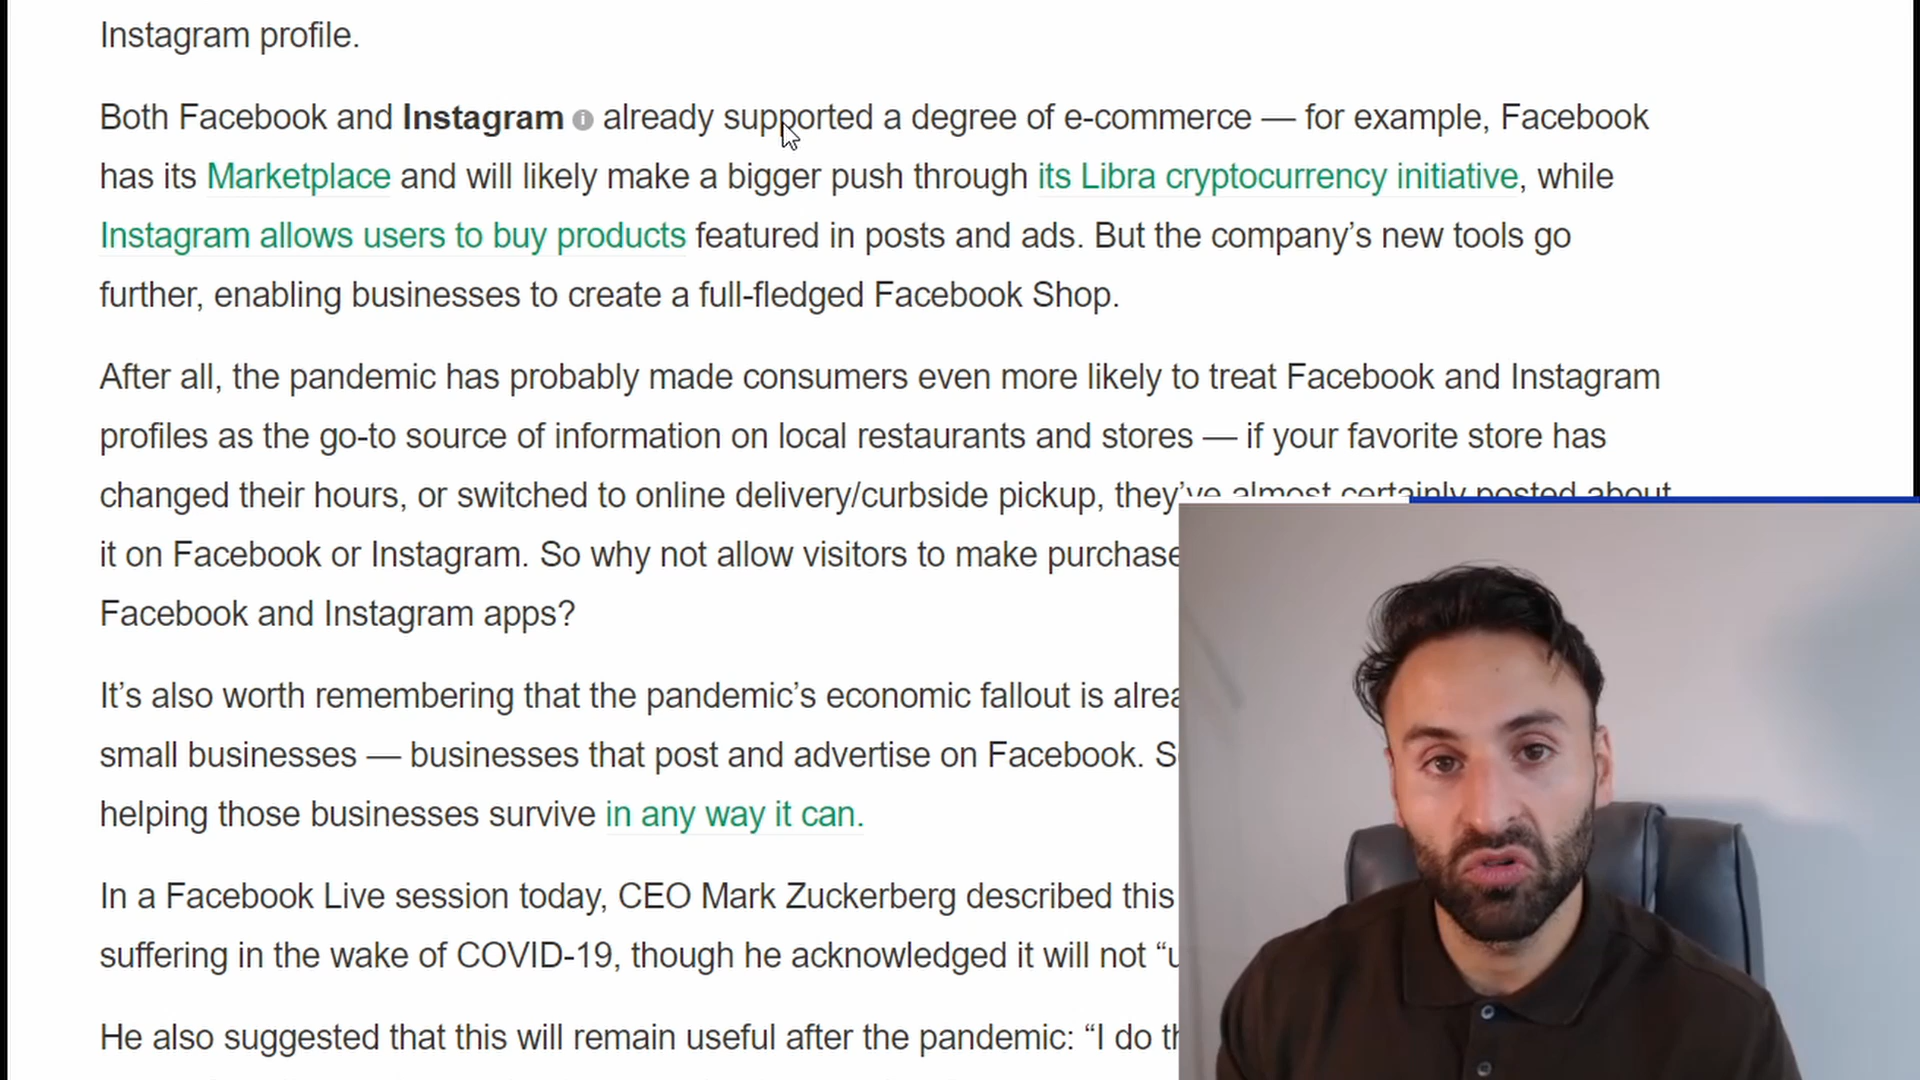 Instagram profile.
Both Facebook and Instagram i already supported a degree of e-commerce — for example, Facebook
has its Marketplace and will likely make a bigger push through its Libra cryptocurrency initiative, while
Instagram allows users to buy products featured in posts and ads. But the company’s new tools go
further, enabling businesses to create a full-fledged Facebook Shop.
After all, the pandemic has probably made consumers even more likely to treat Facebook and Instagram
profiles as the go-to source of information on local restaurants and stores — if your favorite store has
changed their hours, or switched to online delivery/curbside pickup, they’ve almost certainly posted about
it on Facebook or Instagram. So why not allow visitors to make purchase
Facebook and Instagram apps?
It’s also worth remembering that the pandemic’s economic fallout is alrea
small businesses — businesses that post and advertise on Facebook. S
helping those businesses survive in any way it can.
In a Facebook Live session today, CEO Mark Zuckerberg described this
suffering in the wake of COVID-19, though he acknowledged it will not “u
He also suggested that this will remain useful after the pandemic: “I do th